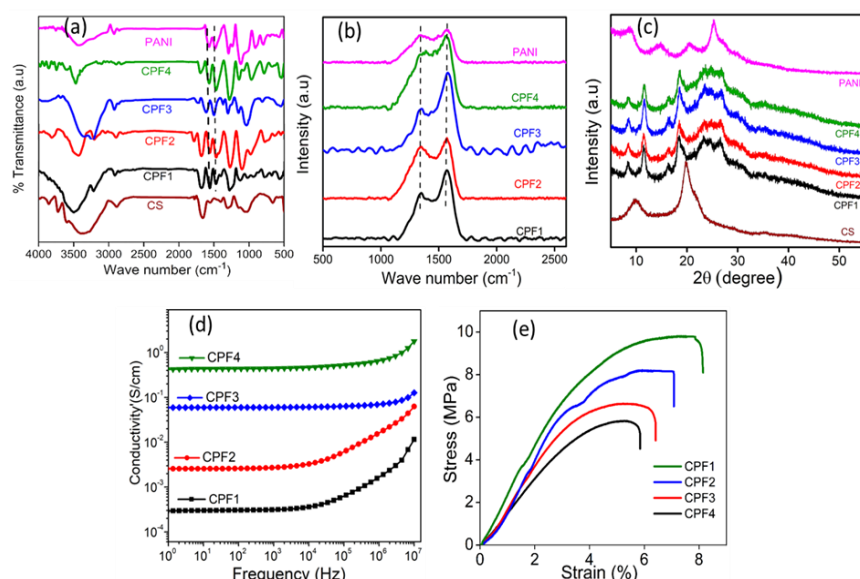 (a)
% Transmittance (a.u)
PANI
CPF4
CPF3
CPF2
CPF1
CS
4000 3500 3000 2500 2000 1500 1000 500
Wave number (cm⁻¹)
(b)
Intensity (a.u)
PANI
CPF4
CPF3
CPF2
CPF1
500 1000 1500 2000 2500
Wave number (cm⁻¹)
(c)
Intensity (a.u)
PANI
CPF4
CPF3
CPF2
CPF1
CS
10 20 30 40 50
2θ (degree)
(d)
Conductivity (S/cm)
10⁰
10⁻¹
10⁻²
10⁻³
10⁻⁴
CPF4
CPF3
CPF2
CPF1
10⁰ 10¹ 10² 10³ 10⁴ 10⁵ 10⁶ 10⁷
Frequency (Hz)
(e)
Stress (MPa)
10
8
6
4
2
0
CPF1
CPF2
CPF3
CPF4
0 2 4 6 8
Strain (%)